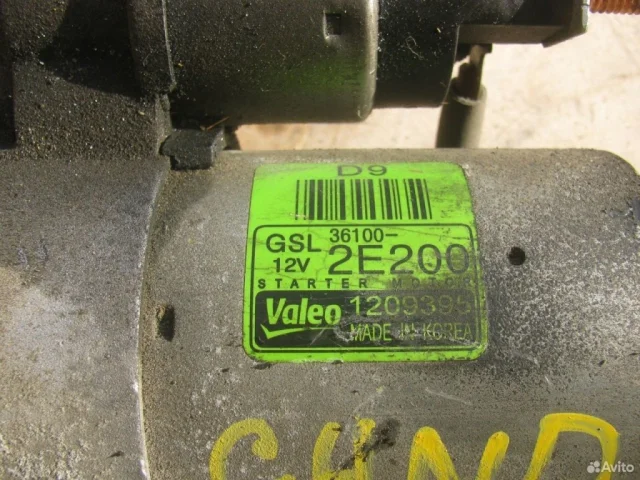 D9
GSL 36100-
12V 2E200
STARTER MOTOR
Valeo 1209395
MADE IN KOREA
G4ND
Avito